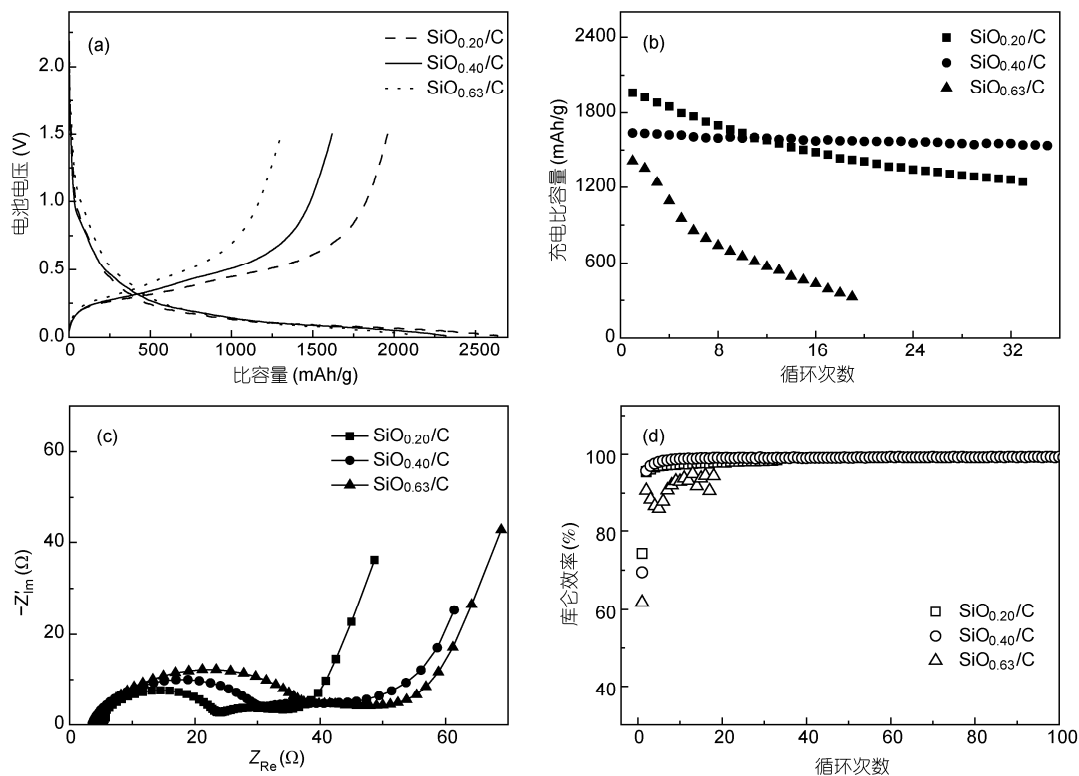 (a)
SiO0.20/C
SiO0.40/C
SiO0.63/C
2.0
1.5
1.0
0.5
0.0
电池电压 (V)
0 500 1000 1500 2000 2500
比容量 (mAh/g)
(b)
SiO0.20/C
SiO0.40/C
SiO0.63/C
2400
1800
1200
600
0
充电比容量 (mAh/g)
0 8 16 24 32
循环次数
(c)
SiO0.20/C
SiO0.40/C
SiO0.63/C
60
40
30
20
10
0
−Z′Im (Ω)
0 20 40 60
ZRe (Ω)
(d)
100
80
60
40
库仑效率(%)
SiO0.20/C
SiO0.40/C
SiO0.63/C
0 20 40 60 80 100
循环次数